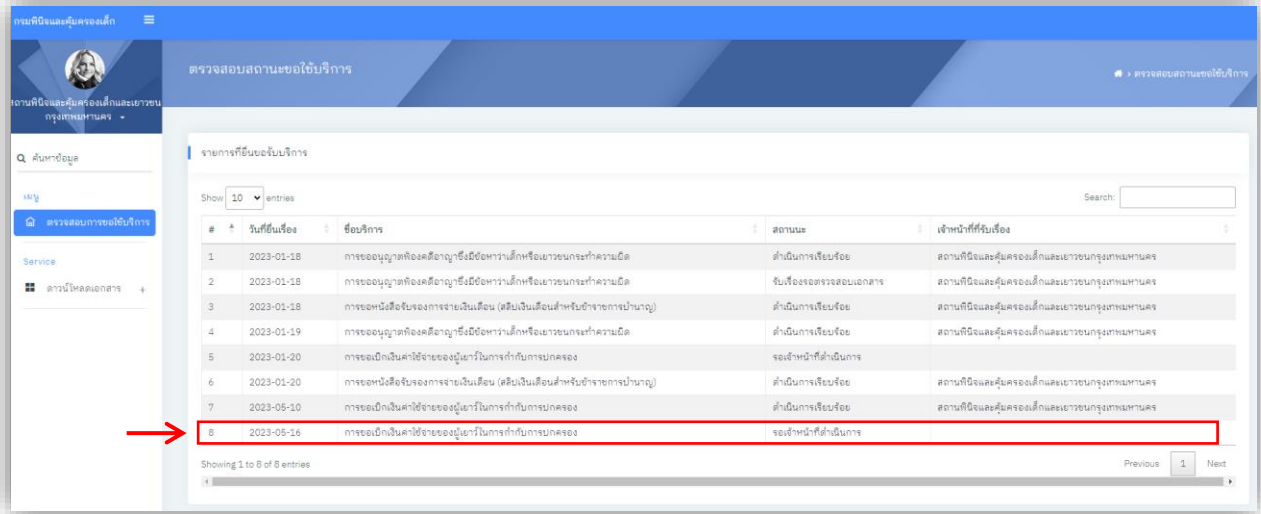 กรมพินิจและคุ้มครองเด็ก
ตรวจสอบสถานะขอใช้บริการ
› ตรวจสอบสถานะขอใช้บริการ
สถานพินิจและคุ้มครองเด็กและเยาวชน
กรุงเทพมหานคร
ค้นหาข้อมูล
เมนู
ตรวจสอบการขอใช้บริการ
Service
ดาวน์โหลดเอกสาร +
รายการที่ยื่นขอรับบริการ
Show 10 entries Search:
# วันที่ยื่นเรื่อง ชื่อบริการ สถานนะ เจ้าหน้าที่ที่รับเรื่อง
1 2023-01-18 การขออนุญาตฟ้องคดีอาญาซึ่งมีข้อหาว่าเด็กหรือเยาวชนกระทำความผิด ดำเนินการเรียบร้อย สถานพินิจและคุ้มครองเด็กและเยาวชนกรุงเทพมหานคร
2 2023-01-18 การขออนุญาตฟ้องคดีอาญาซึ่งมีข้อหาว่าเด็กหรือเยาวชนกระทำความผิด รับเรื่องรอตรวจสอบเอกสาร สถานพินิจและคุ้มครองเด็กและเยาวชนกรุงเทพมหานคร
3 2023-01-18 การขอหนังสือรับรองการจ่ายเงินเดือน (สลิปเงินเดือนสำหรับข้าราชการบำนาญ) ดำเนินการเรียบร้อย สถานพินิจและคุ้มครองเด็กและเยาวชนกรุงเทพมหานคร
4 2023-01-19 การขออนุญาตฟ้องคดีอาญาซึ่งมีข้อหาว่าเด็กหรือเยาวชนกระทำความผิด ดำเนินการเรียบร้อย สถานพินิจและคุ้มครองเด็กและเยาวชนกรุงเทพมหานคร
5 2023-01-20 การขอเบิกเงินค่าใช้จ่ายของผู้เยาว์ในการกำกับการปกครอง รอเจ้าหน้าที่ดำเนินการ
6 2023-01-20 การขอหนังสือรับรองการจ่ายเงินเดือน (สลิปเงินเดือนสำหรับข้าราชการบำนาญ) ดำเนินการเรียบร้อย สถานพินิจและคุ้มครองเด็กและเยาวชนกรุงเทพมหานคร
7 2023-05-10 การขอเบิกเงินค่าใช้จ่ายของผู้เยาว์ในการกำกับการปกครอง ดำเนินการเรียบร้อย สถานพินิจและคุ้มครองเด็กและเยาวชนกรุงเทพมหานคร
8 2023-05-16 การขอเบิกเงินค่าใช้จ่ายของผู้เยาว์ในการกำกับการปกครอง รอเจ้าหน้าที่ดำเนินการ
Showing 1 to 8 of 8 entries Previous 1 Next